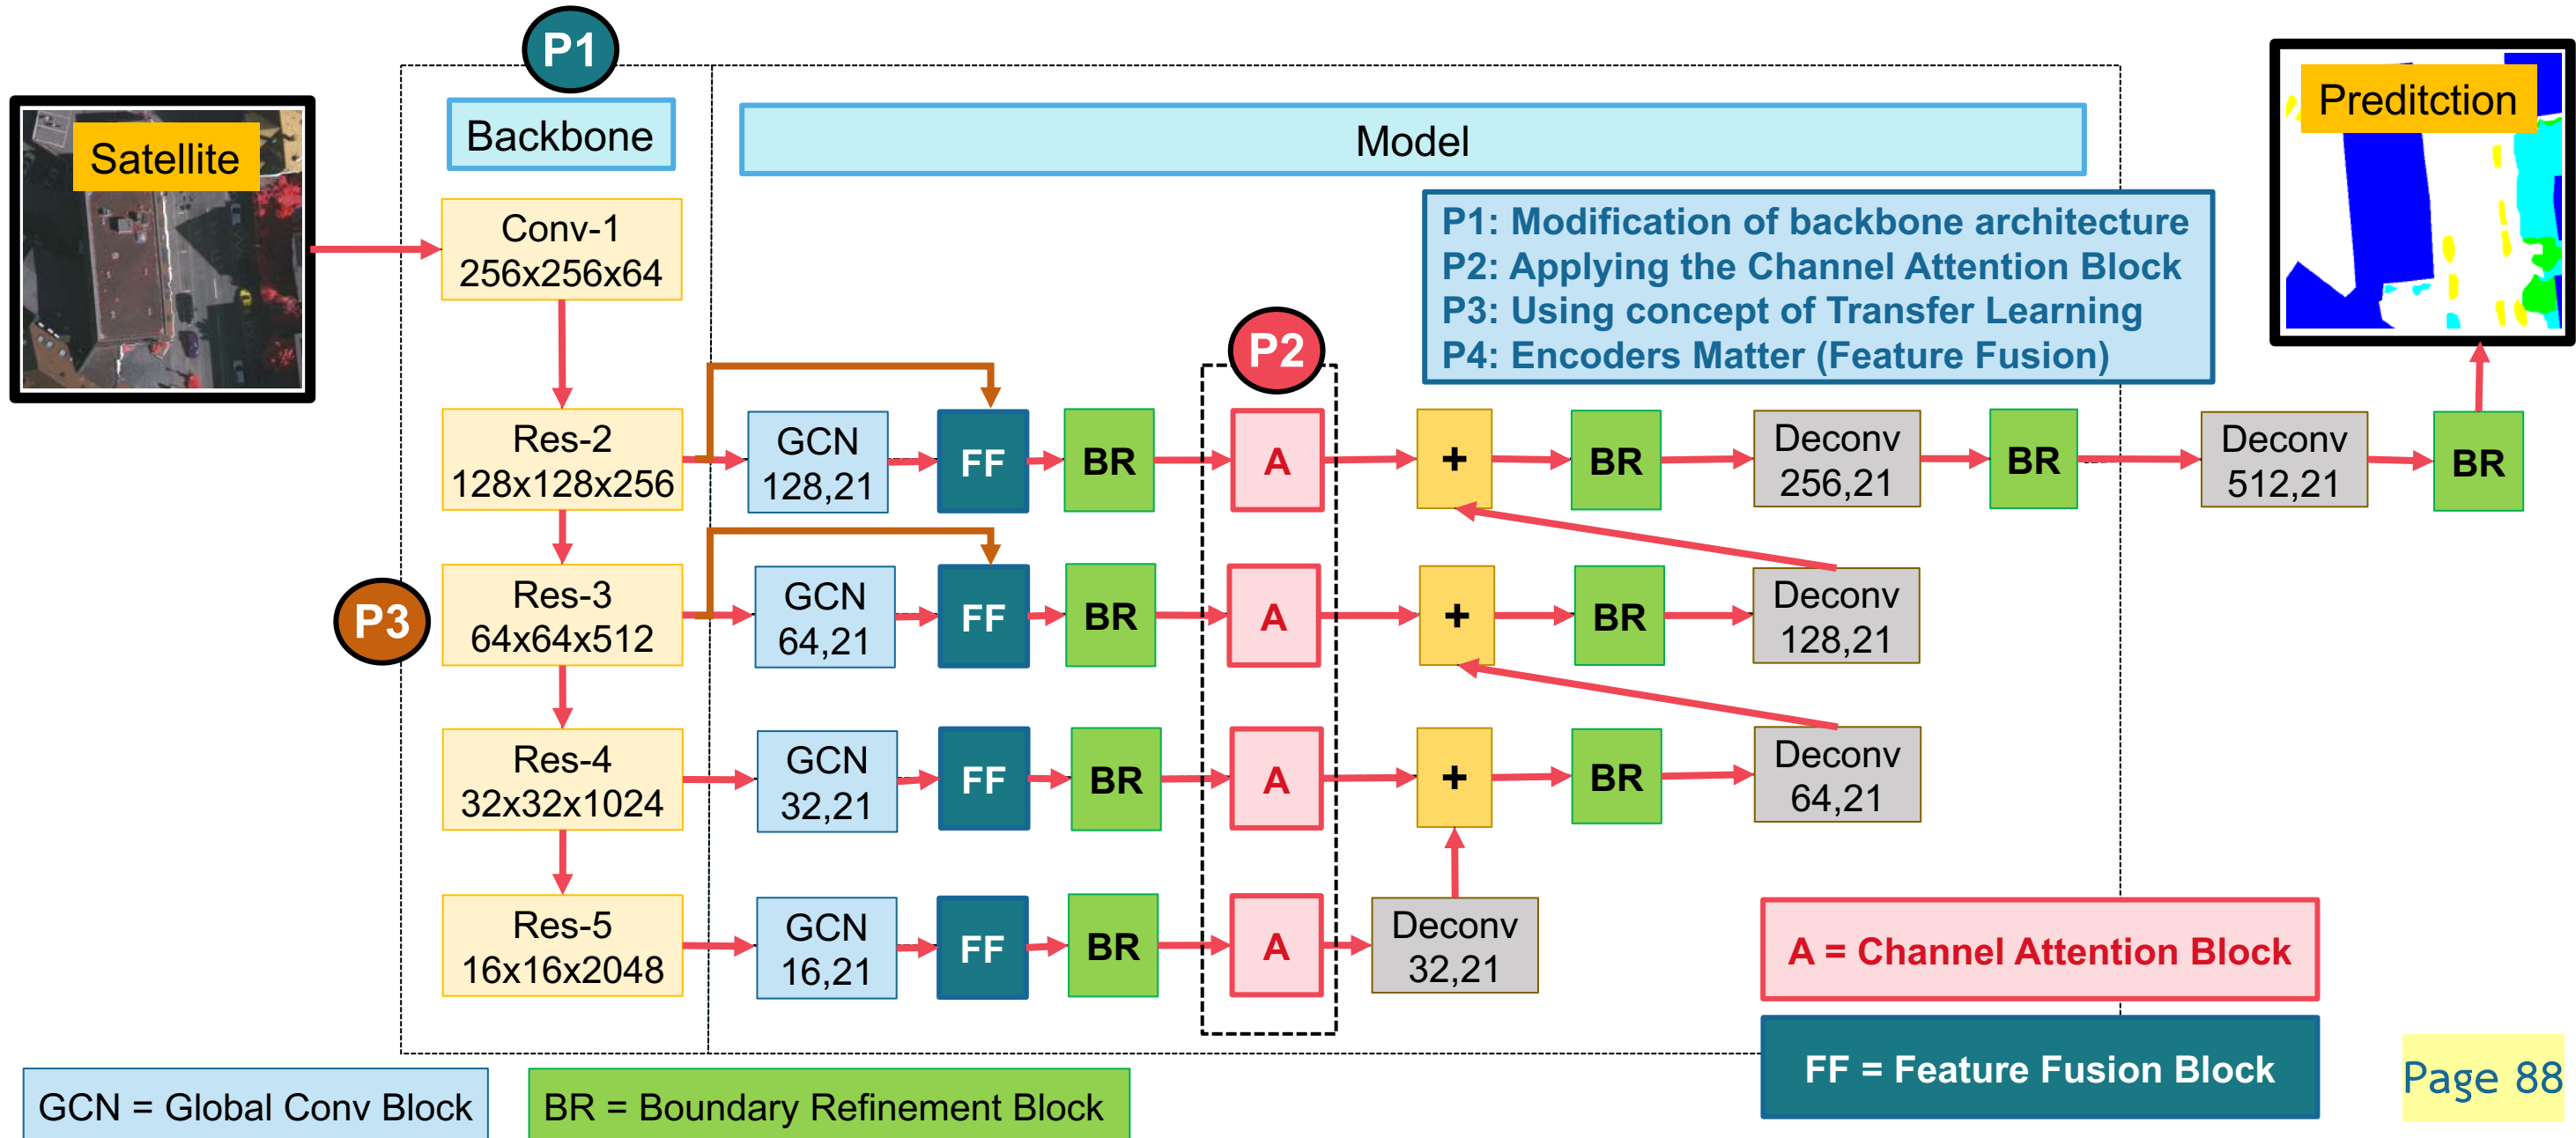 P1
Backbone
Model
Satellite
Preditction
Conv-1
256x256x64
P1: Modification of backbone architecture
P2: Applying the Channel Attention Block
P3: Using concept of Transfer Learning
P4: Encoders Matter (Feature Fusion)
P2
Res-2
128x128x256
GCN
128,21
FF
BR
A
+
BR
Deconv
256,21
BR
Deconv
512,21
BR
P3
Res-3
64x64x512
GCN
64,21
FF
BR
A
+
BR
Deconv
128,21
Res-4
32x32x1024
GCN
32,21
FF
BR
A
+
BR
Deconv
64,21
Res-5
16x16x2048
GCN
16,21
FF
BR
A
Deconv
32,21
A = Channel Attention Block
FF = Feature Fusion Block
GCN = Global Conv Block
BR = Boundary Refinement Block
Page 88